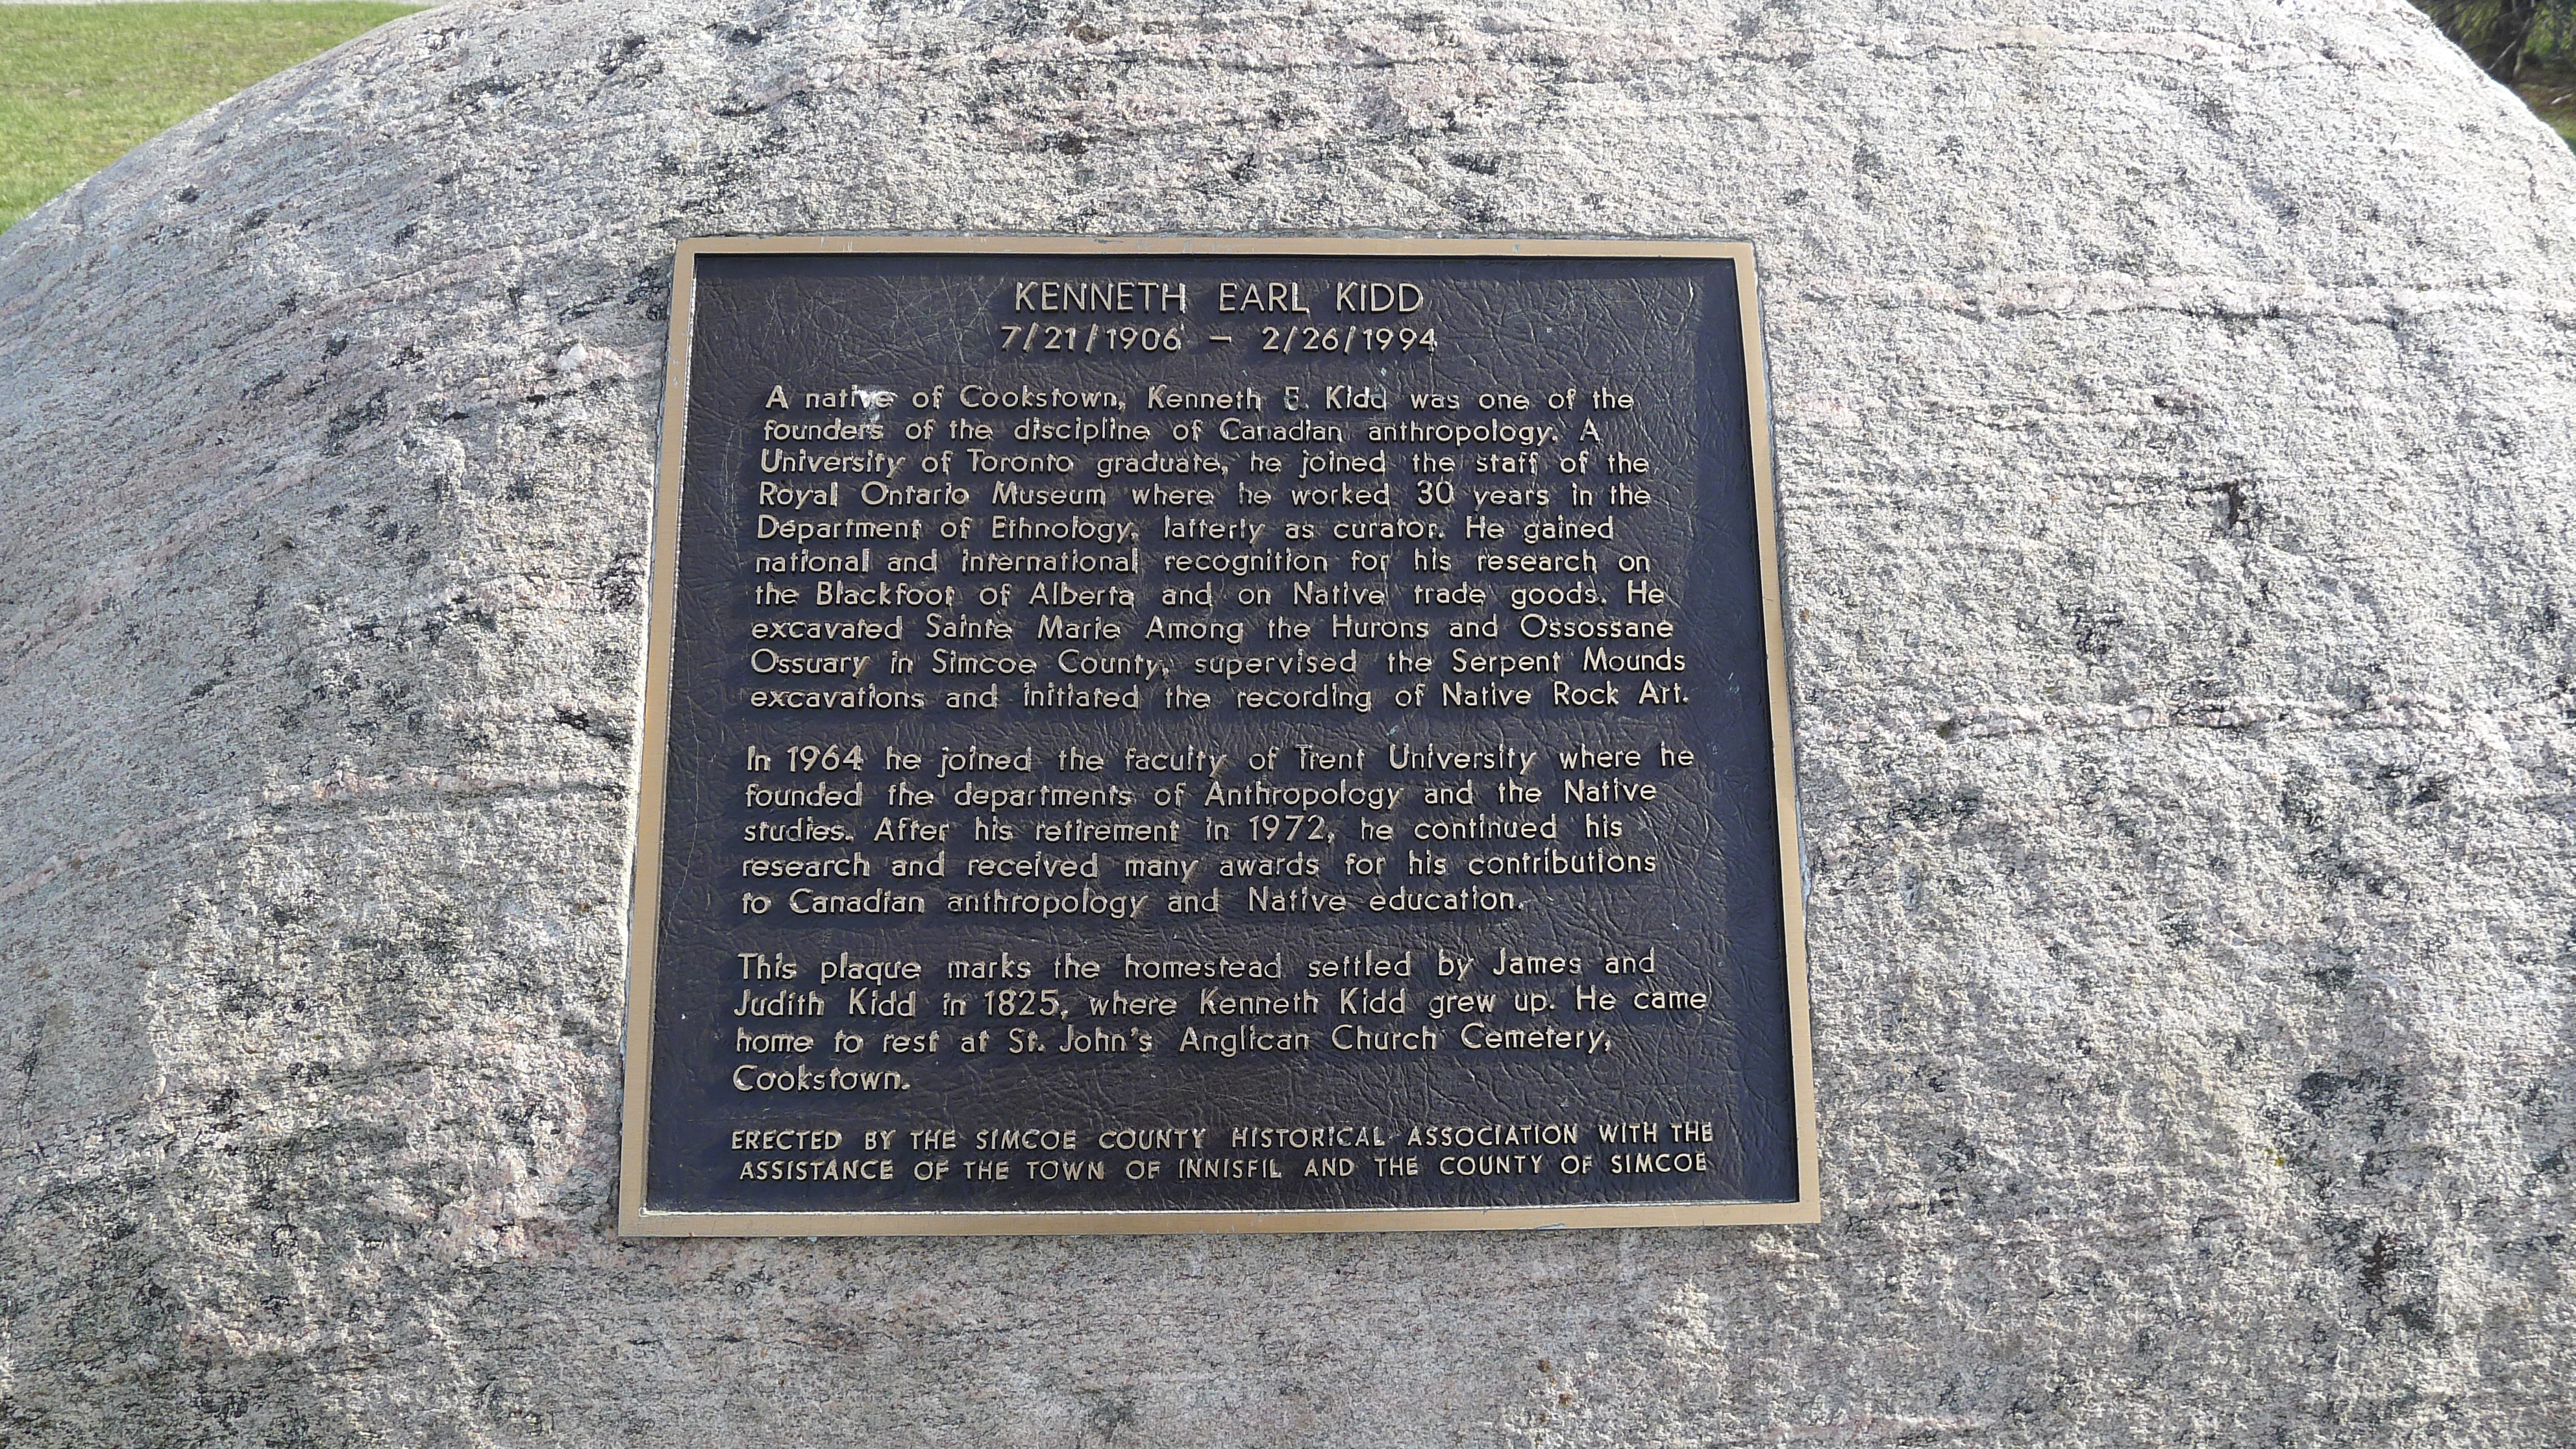 KENNETH EARL KIDD
7/21/1906 – 2/26/1994
A native of Cookstown, Kenneth E. Kidd was one of the
founders of the discipline of Canadian anthropology. A
University of Toronto graduate, he joined the staff of the
Royal Ontario Museum where he worked 30 years in the
Department of Ethnology, latterly as curator. He gained
national and international recognition for his research on
the Blackfoot of Alberta and on Native trade goods. He
excavated Sainte Marie Among the Hurons and Ossossane
Ossuary in Simcoe County, supervised the Serpent Mounds
excavations and initiated the recording of Native Rock Art.
In 1964 he joined the faculty of Trent University where he
founded the departments of Anthropology and the Native
studies. After his retirement in 1972, he continued his
research and received many awards for his contributions
to Canadian anthropology and Native education.
This plaque marks the homestead settled by James and
Judith Kidd in 1825, where Kenneth Kidd grew up. He came
home to rest at St. John's Anglican Church Cemetery,
Cookstown.
ERECTED BY THE SIMCOE COUNTY HISTORICAL ASSOCIATION WITH THE
ASSISTANCE OF THE TOWN OF INNISFIL AND THE COUNTY OF SIMCOE